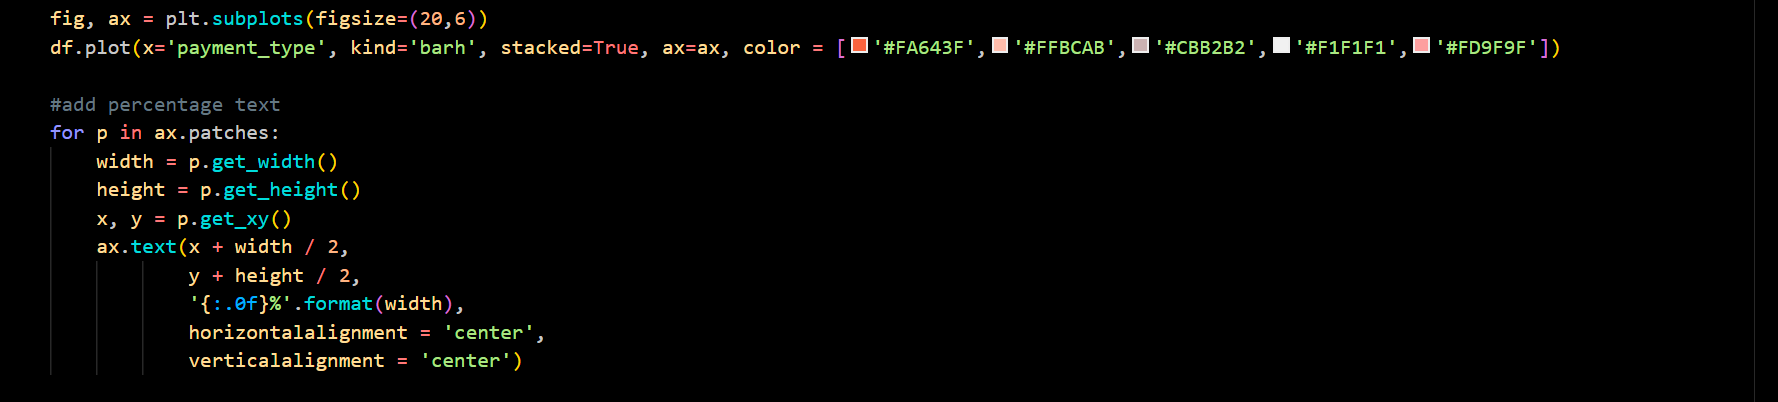 fig, ax = plt.subplots(figsize=(20,6))
df.plot(x='payment_type', kind='barh', stacked=True, ax=ax, color = ['#FA643F','#FFBCAB','#CBB2B2','#F1F1F1','#FD9F9F'])
#add percentage text
for p in ax.patches:
    width = p.get_width()
    height = p.get_height()
    x, y = p.get_xy()
    ax.text(x + width / 2,
            y + height / 2,
            '{:.0f}%'.format(width),
            horizontalalignment = 'center',
            verticalalignment = 'center')